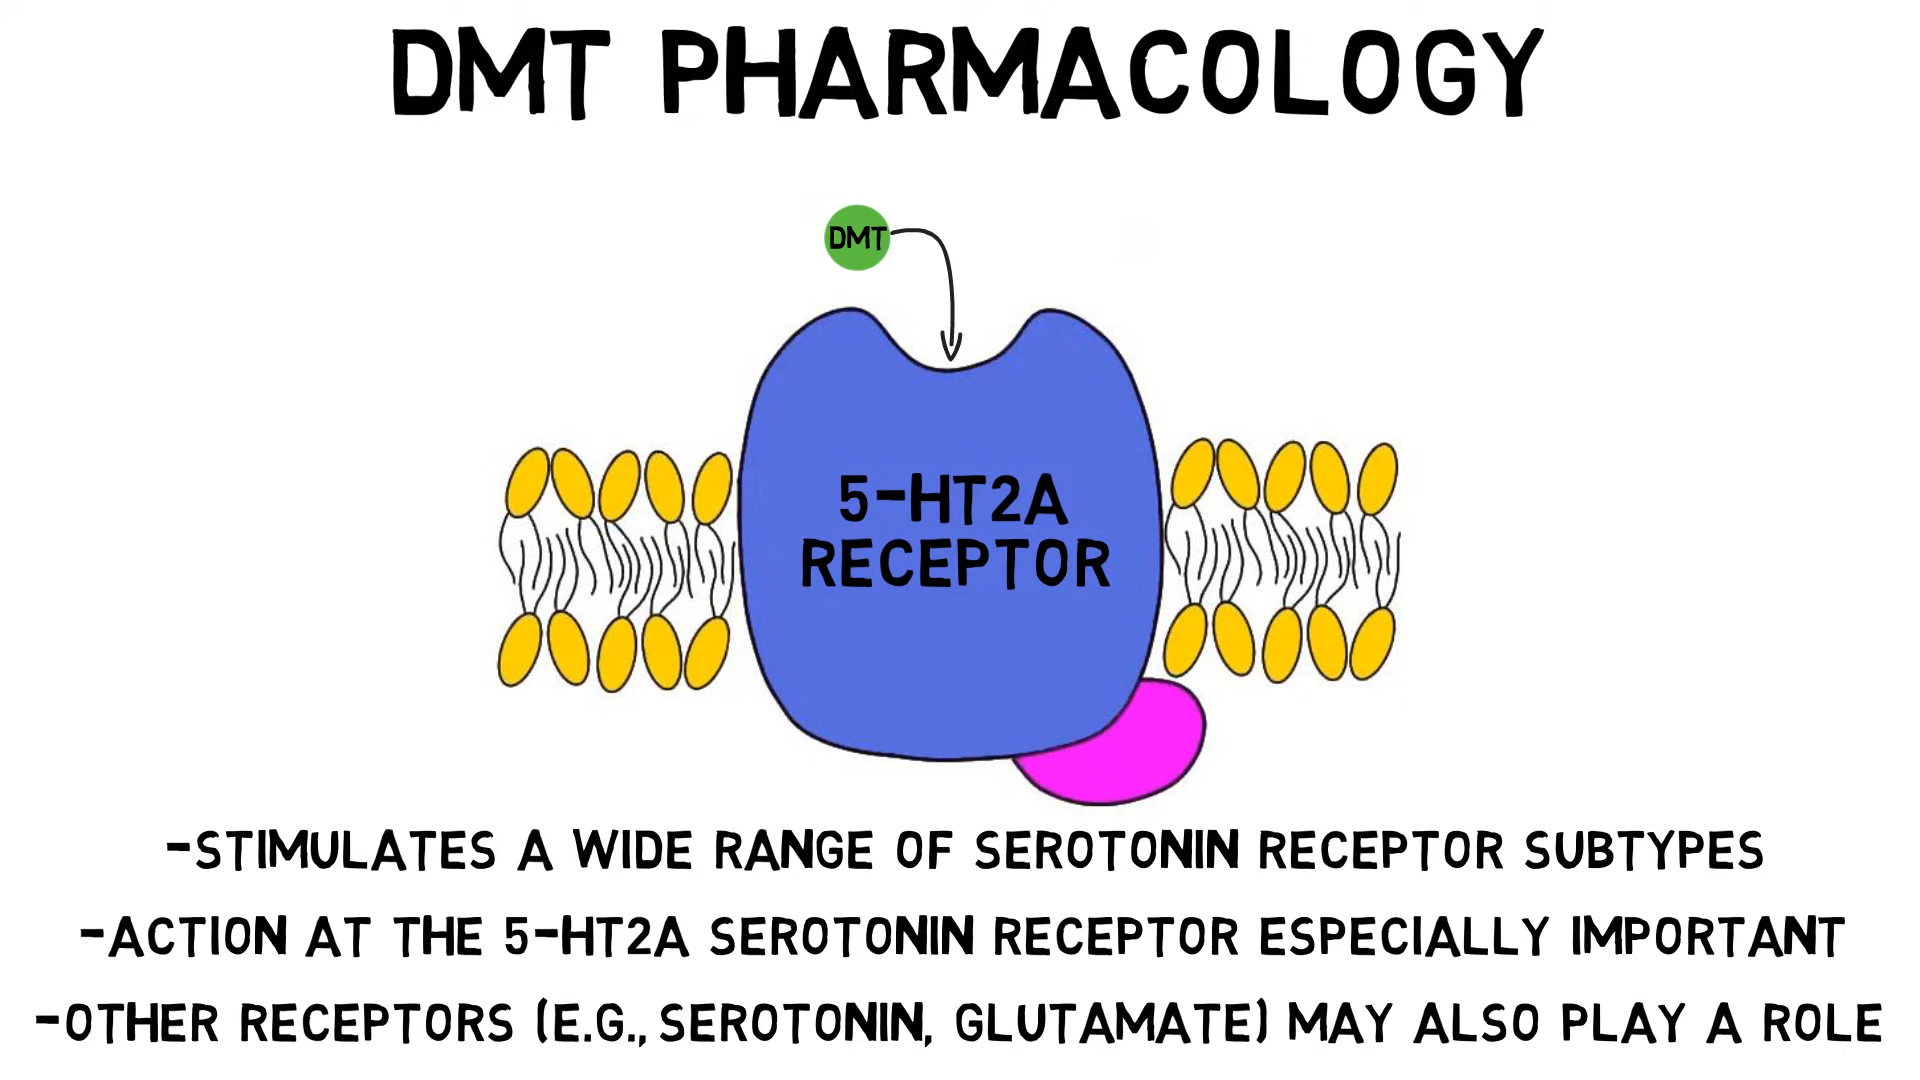 DMT PHARMACOLOGY
DMT
5-HT2A
RECEPTOR
-STIMULATES A WIDE RANGE OF SEROTONIN RECEPTOR SUBTYPES
-ACTION AT THE 5-HT2A SEROTONIN RECEPTOR ESPECIALLY IMPORTANT
-OTHER RECEPTORS (E.G., SEROTONIN, GLUTAMATE) MAY ALSO PLAY A ROLE